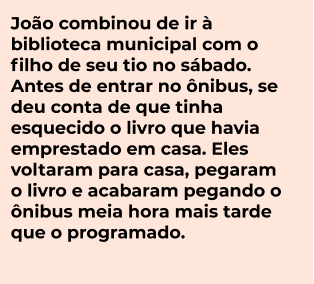 João combinou de ir à
biblioteca municipal com o
filho de seu tio no sábado.
Antes de entrar no ônibus, se
deu conta de que tinha
esquecido o livro que havia
emprestado em casa. Eles
voltaram para casa, pegaram
o livro e acabaram pegando o
ônibus meia hora mais tarde
que o programado.